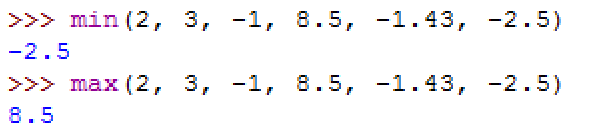 >>> min(2, 3, -1, 8.5, -1.43, -2.5)
-2.5
>>> max(2, 3, -1, 8.5, -1.43, -2.5)
8.5